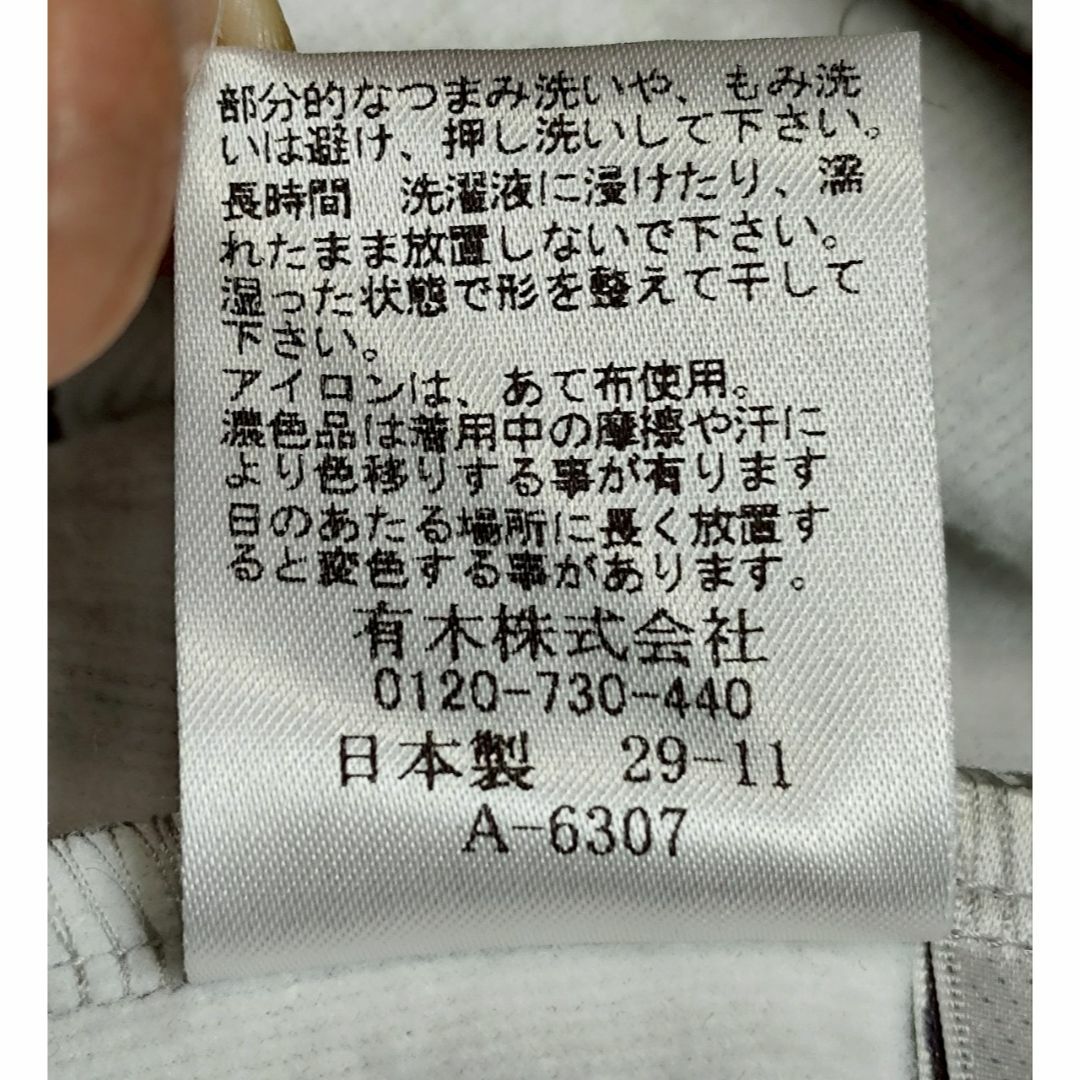 部分的なつまみ洗いや、もみ洗
いは避け、押し洗いして下さい。
長時間　洗濯液に浸けたり、濡
れたまま放置しないで下さい。
湿った状態で形を整えて干して
下さい。
アイロンは、あて布使用。
濃色品は着用中の摩擦や汗に
より色移りする事が有ります
日のあたる場所に長く放置す
ると変色する事があります。
有木株式会社
0120-730-440
日本製　29-11
A-6307